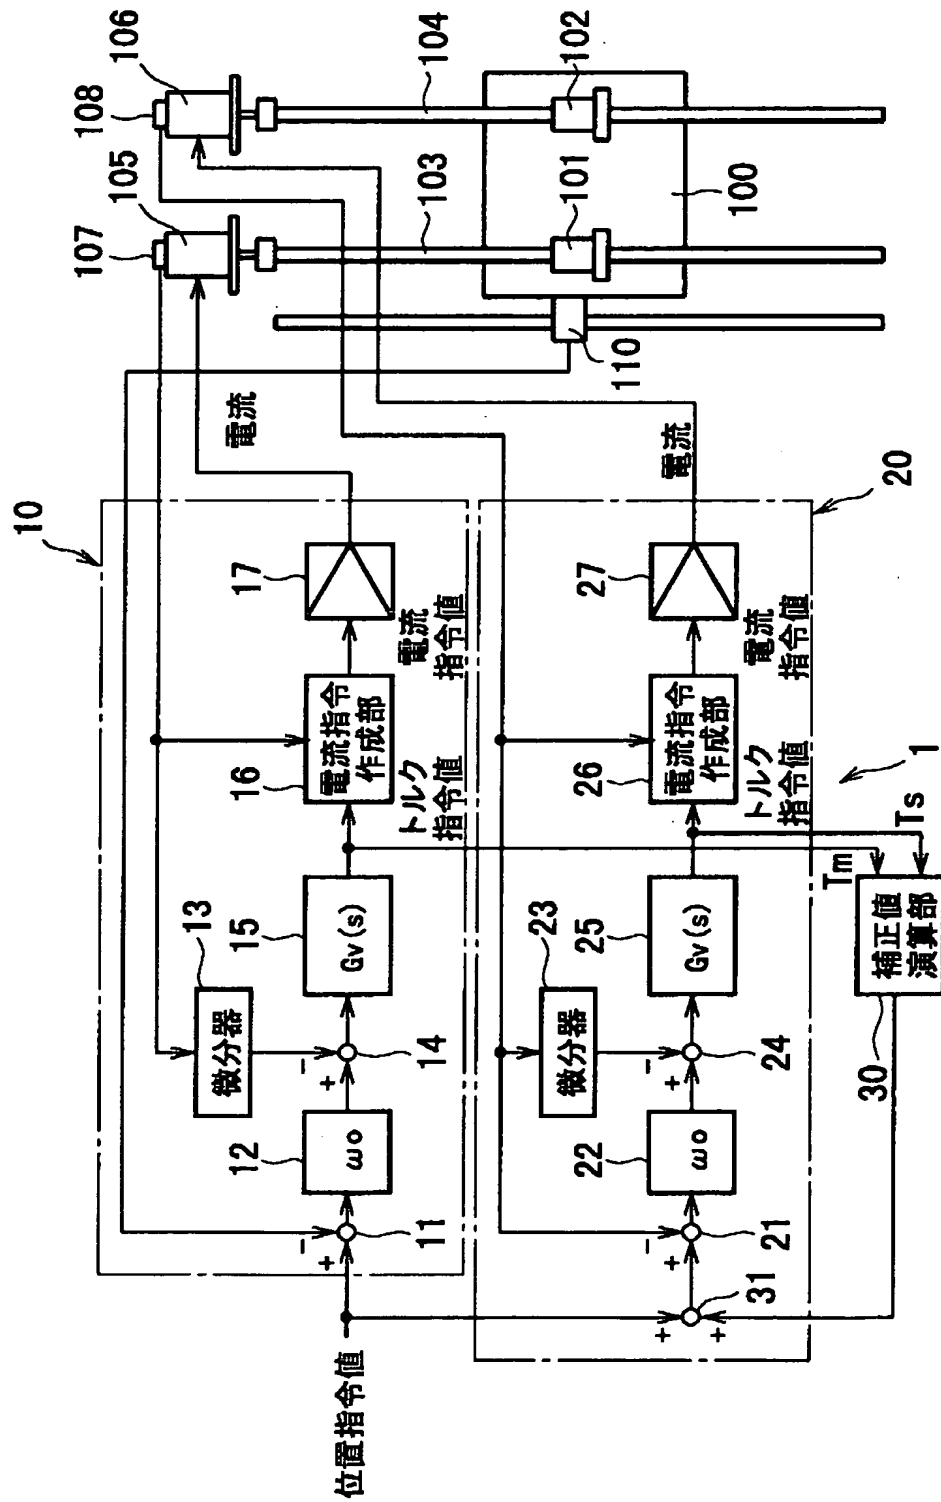 10
13
微分器
12
ωo
11
14
15
Gv(s)
16
電流指令
作成部
トルク
指令値
電流
指令値
17
電流
位置指令値
+
-
+
-
20
23
微分器
22
ωo
21
24
25
Gv(s)
26
電流指令
作成部
トルク
指令値
電流
指令値
27
電流
31
+
+
+
-
+
-
30
補正値
演算部
Tm
Ts
1
107
105
108
106
103
104
101
102
100
110